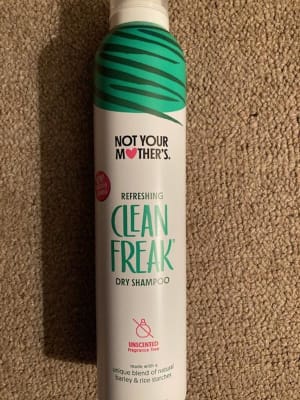 NOT YOUR
MOTHER'S.
REFRESHING
CLEAN
FREAK®
DRY SHAMPOO
UNSCENTED
Fragrance Free
made with a
unique blend of natural
barley & rice starches